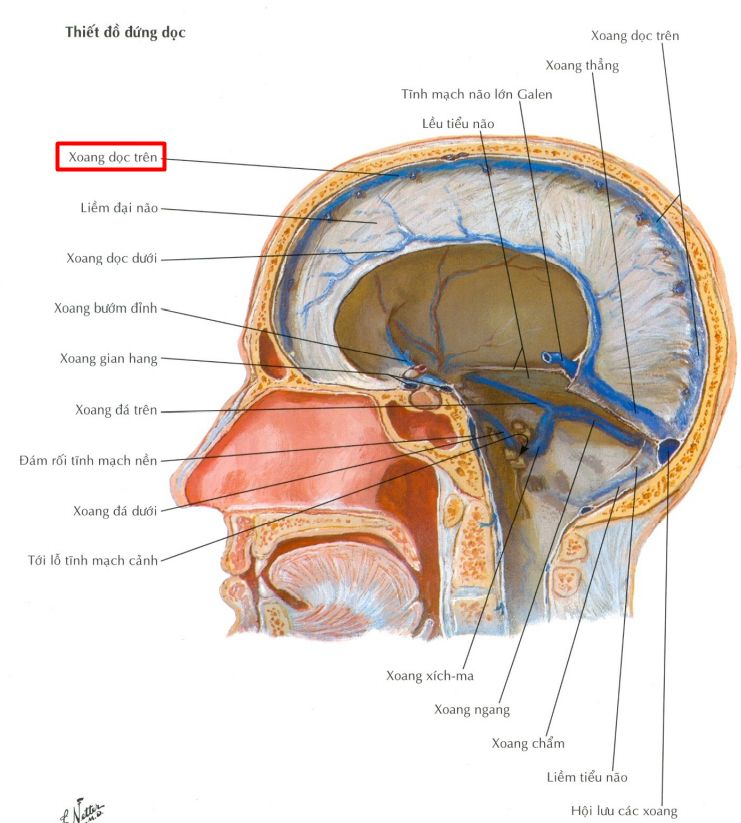 Thiết đồ đứng dọc
Xoang dọc trên
Xoang thẳng
Tĩnh mạch não lớn Galen
Lều tiểu não
Xoang dọc trên
Liềm đại não
Xoang dọc dưới
Xoang bướm đỉnh
Xoang gian hang
Xoang đá trên
Đám rối tĩnh mạch nền
Xoang đá dưới
Tới lỗ tĩnh mạch cảnh
Xoang xích-ma
Xoang ngang
Xoang chẩm
Liềm tiểu não
Hội lưu các xoang
Netter